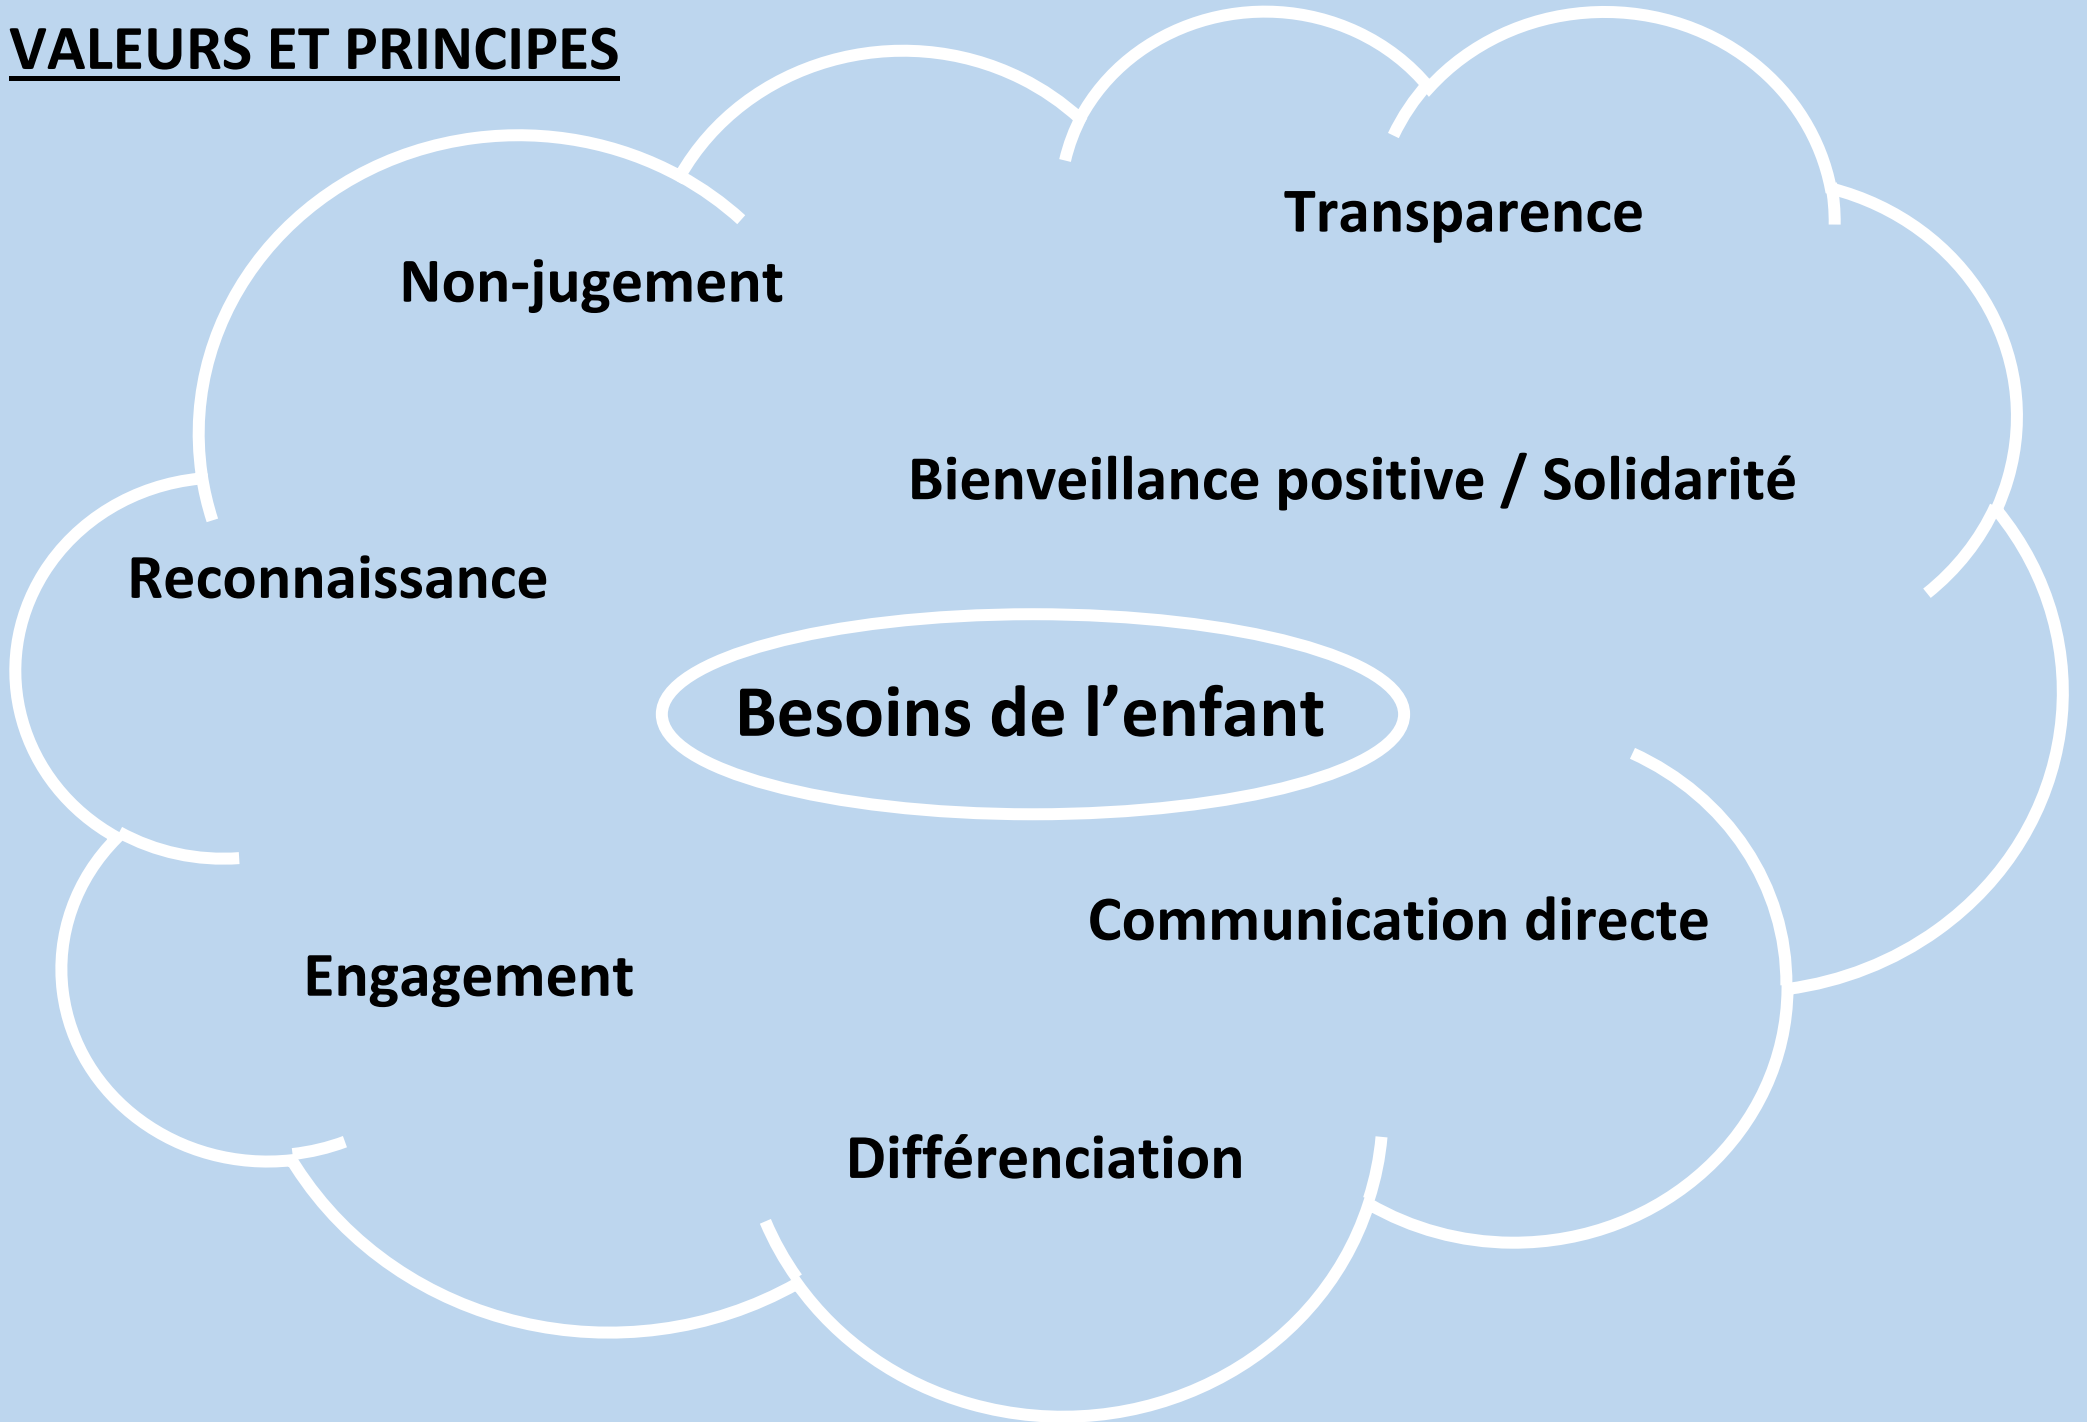 VALEURS ET PRINCIPES
Transparence
Non-jugement
Bienveillance positive / Solidarité
Reconnaissance
Besoins de l’enfant
Communication directe
Engagement
Différenciation